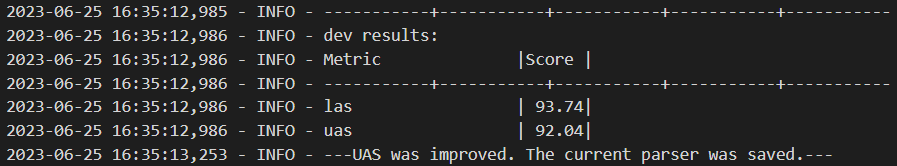 2023-06-25 16:35:12,985 - INFO - -----------+-----------+-----------+-----------+-----------
2023-06-25 16:35:12,986 - INFO - dev results:
2023-06-25 16:35:12,986 - INFO - Metric             |Score |
2023-06-25 16:35:12,986 - INFO - -----------+-----------+-----------+-----------+-----------
2023-06-25 16:35:12,986 - INFO - las                | 93.74|
2023-06-25 16:35:12,986 - INFO - uas                | 92.04|
2023-06-25 16:35:13,253 - INFO - ---UAS was improved. The current parser was saved.---